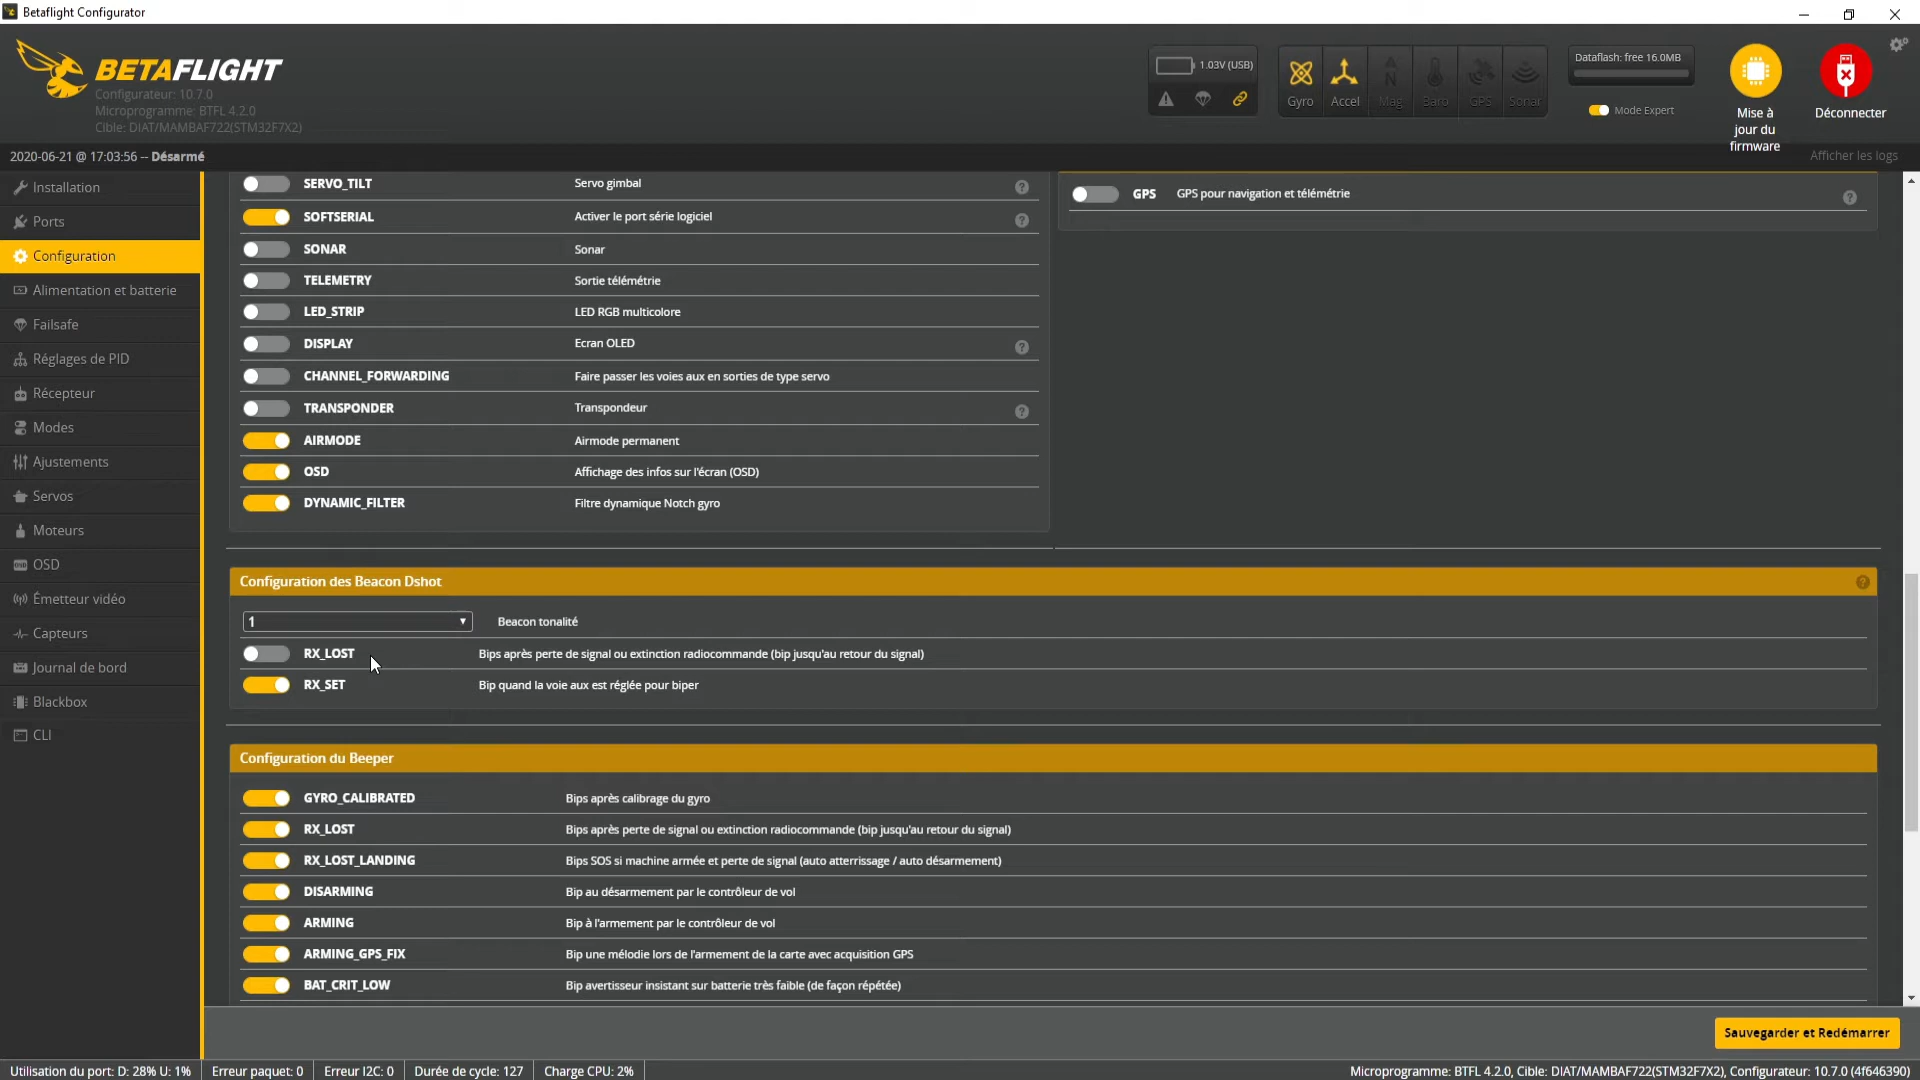 Betaflight Configurator
BETAFLIGHT
Configurateur: 10.7.0
Microprogramme: BTFL 4.2.0
Cible: DIAT/MAMBAF722(STM32F7X2)
1.03V (USB)
Gyro
Accel
Mag
Baro
GPS
Sonar
Dataflash: free 16.0MB
Mode Expert
Mise à
jour du
firmware
Déconnecter
2020-06-21 @ 17:03:56 -- Désarmé
Afficher les logs
Installation
Ports
Configuration
Alimentation et batterie
Failsafe
Réglages de PID
Récepteur
Modes
Ajustements
Servos
Moteurs
OSD
Émetteur vidéo
Capteurs
Journal de bord
Blackbox
CLI
SERVO_TILT Servo gimbal ?
SOFTSERIAL Activer le port série logiciel ?
SONAR Sonar
TELEMETRY Sortie télémétrie
LED_STRIP LED RGB multicolore
DISPLAY Ecran OLED ?
CHANNEL_FORWARDING Faire passer les voies aux en sorties de type servo
TRANSPONDER Transpondeur ?
AIRMODE Airmode permanent
OSD Affichage des infos sur l'écran (OSD)
DYNAMIC_FILTER Filtre dynamique Notch gyro
GPS GPS pour navigation et télémétrie ?
Configuration des Beacon Dshot ?
1 Beacon tonalité
RX_LOST Bips après perte de signal ou extinction radiocommande (bip jusqu'au retour du signal)
RX_SET Bip quand la voie aux est réglée pour biper
Configuration du Beeper
GYRO_CALIBRATED Bips après calibrage du gyro
RX_LOST Bips après perte de signal ou extinction radiocommande (bip jusqu'au retour du signal)
RX_LOST_LANDING Bips SOS si machine armée et perte de signal (auto atterrissage / auto désarmement)
DISARMING Bip au désarmement par le contrôleur de vol
ARMING Bip à l'armement par le contrôleur de vol
ARMING_GPS_FIX Bip une mélodie lors de l'armement de la carte avec acquisition GPS
BAT_CRIT_LOW Bip avertisseur insistant sur batterie très faible (de façon répétée)
Sauvegarder et Redémarrer
Utilisation du port: D: 28% U: 1% Erreur paquet: 0 Erreur I2C: 0 Durée de cycle: 127 Charge CPU: 2% Microprogramme: BTFL 4.2.0, Cible: DIAT/MAMBAF722(STM32F7X2), Configurateur: 10.7.0 (4f646390)